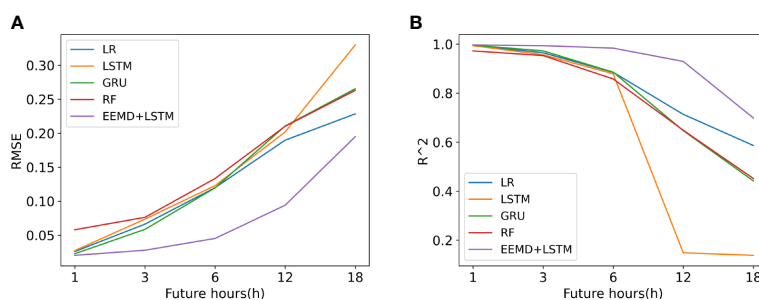 A
0.30
0.25
0.20
0.15
0.10
0.05
RMSE
LR
LSTM
GRU
RF
EEMD+LSTM
1 3 6 12 18
Future hours(h)
B
1.0
0.8
0.6
0.4
0.2
R^2
LR
LSTM
GRU
RF
EEMD+LSTM
1 3 6 12 18
Future hours(h)